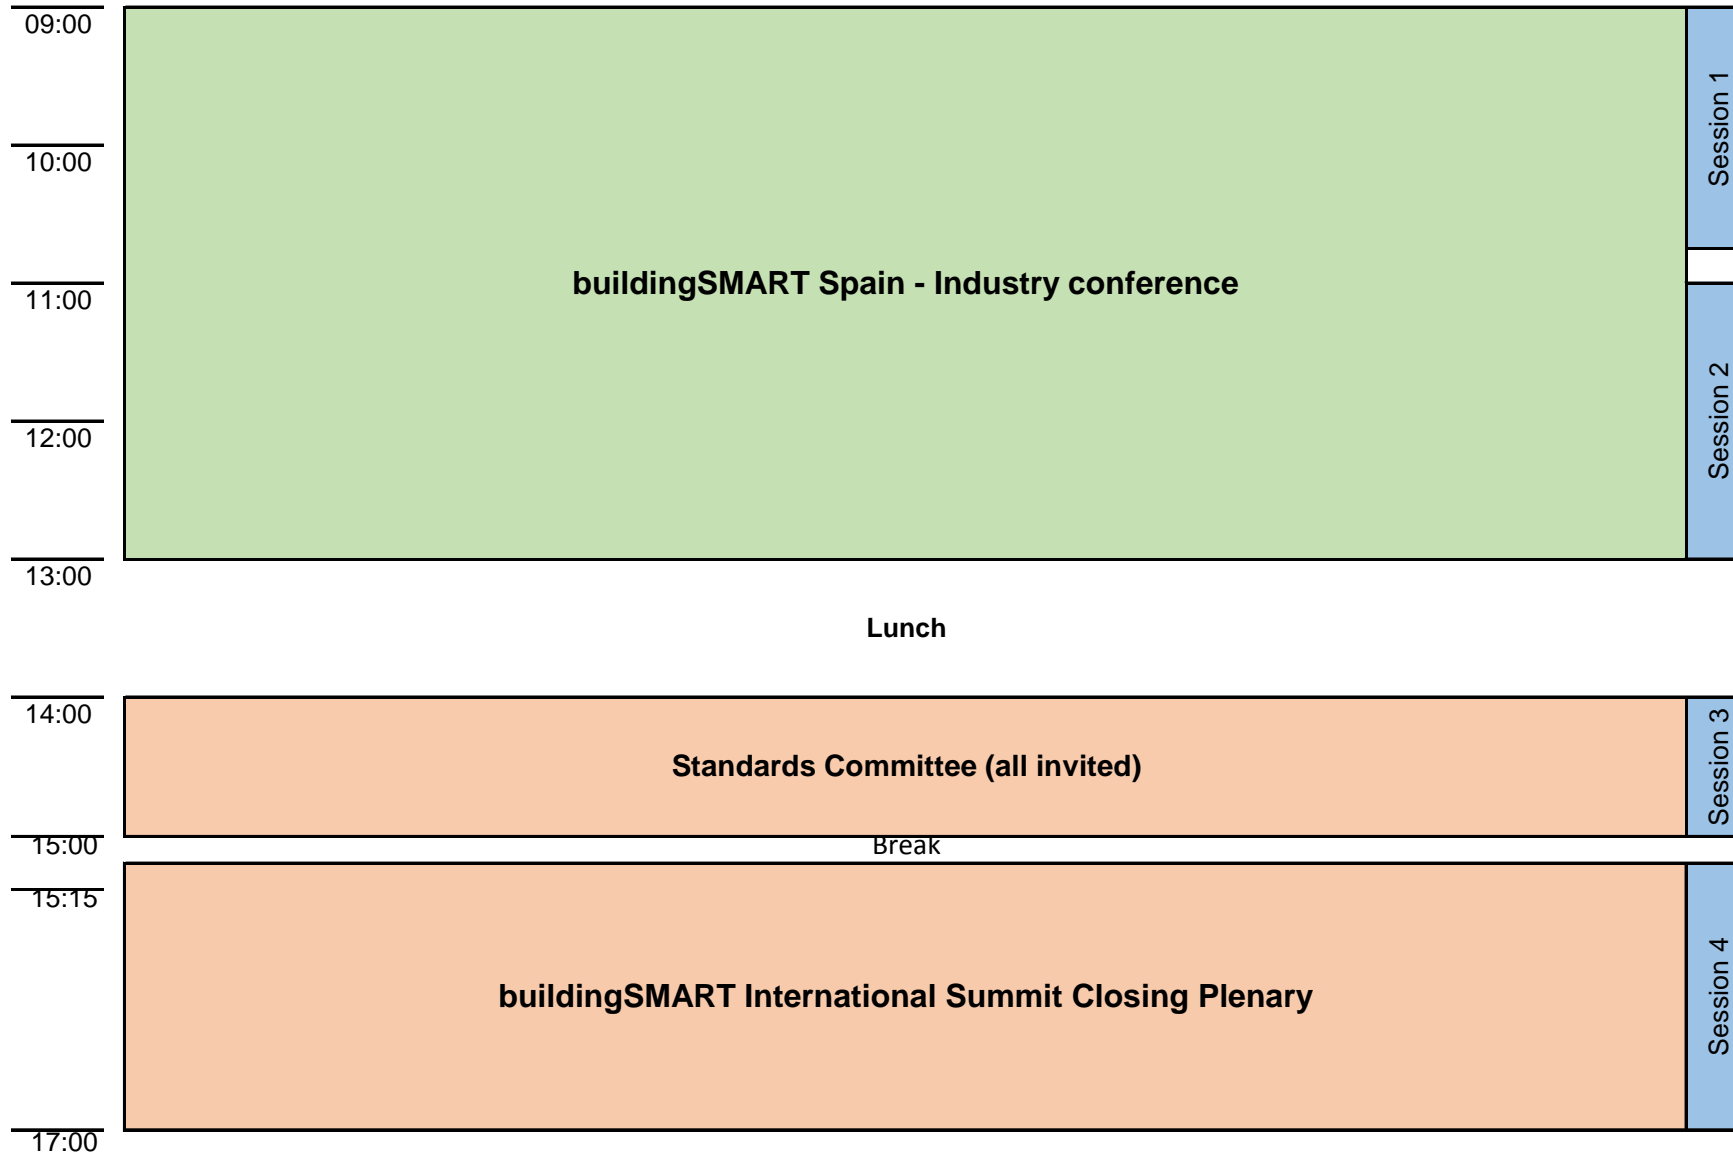 09:00
Session 1
10:00
buildingSMART Spain - Industry conference
11:00
Session 2
12:00
13:00
Lunch
14:00
Standards Committee (all invited)
Session 3
15:00
Break
15:15
buildingSMART International Summit Closing Plenary
Session 4
17:00